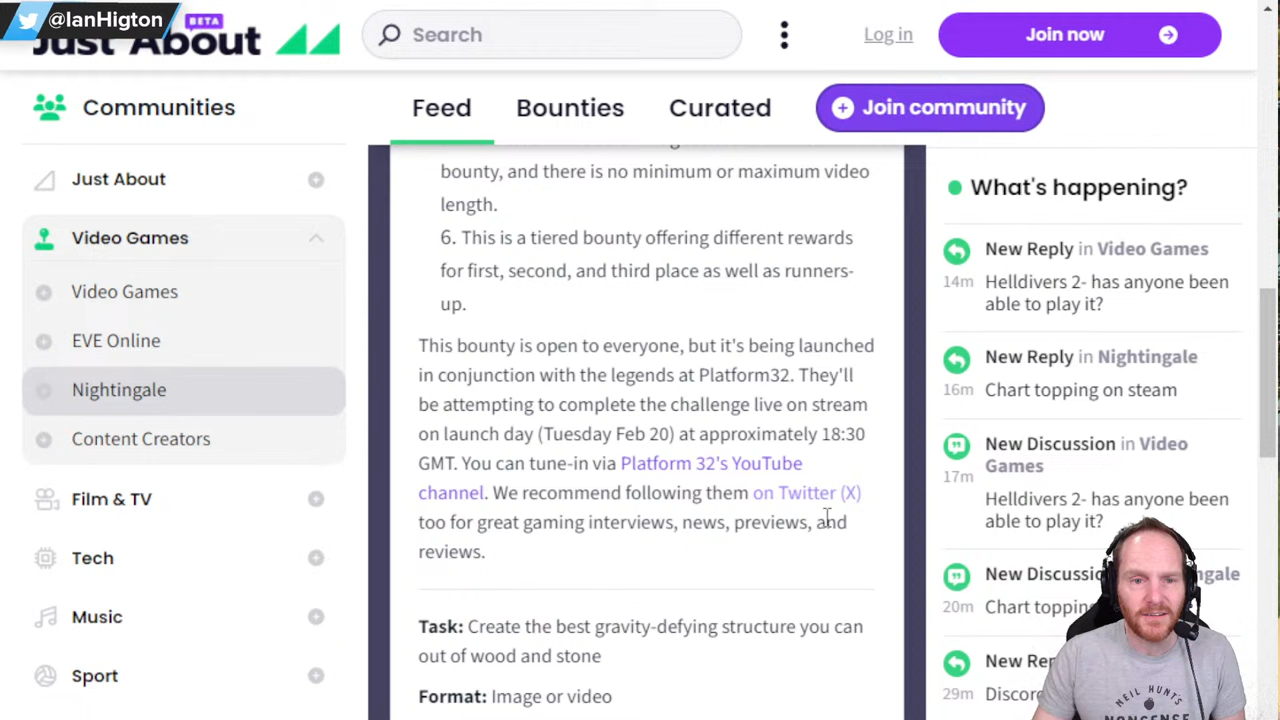 @IanHigton
BETA
Just About
Search
Log in
Join now
Communities
Feed
Bounties
Curated
Join community
Just About
Video Games
Video Games
EVE Online
Nightingale
Content Creators
Film & TV
Tech
Music
Sport
bounty, and there is no minimum or maximum video
length.
6. This is a tiered bounty offering different rewards
for first, second, and third place as well as runners-
up.
This bounty is open to everyone, but it's being launched
in conjunction with the legends at Platform32. They'll
be attempting to complete the challenge live on stream
on launch day (Tuesday Feb 20) at approximately 18:30
GMT. You can tune-in via Platform 32's YouTube
channel. We recommend following them on Twitter (X)
too for great gaming interviews, news, previews, and
reviews.
Task: Create the best gravity-defying structure you can
out of wood and stone
Format: Image or video
What's happening?
New Reply in Video Games
14m
Helldivers 2- has anyone been
able to play it?
New Reply in Nightingale
16m
Chart topping on steam
New Discussion in Video
Games
17m
Helldivers 2- has anyone been
able to play it?
New Discussio
gale
20m
Chart toppin
New Rep
29m
Discor
NEIL HUNT'S
NONSENSE